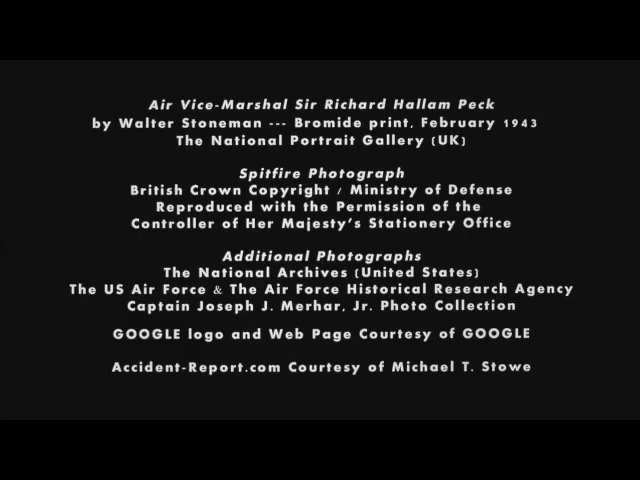 Air Vice-Marshal Sir Richard Hallam Peck
by Walter Stoneman --- Bromide print, February 1943
The National Portrait Gallery (UK)
Spitfire Photograph
British Crown Copyright / Ministry of Defense
Reproduced with the Permission of the
Controller of Her Majesty's Stationery Office
Additional Photographs
The National Archives (United States)
The US Air Force & The Air Force Historical Research Agency
Captain Joseph J. Merhar, Jr. Photo Collection
GOOGLE logo and Web Page Courtesy of GOOGLE
Accident-Report.com Courtesy of Michael T. Stowe